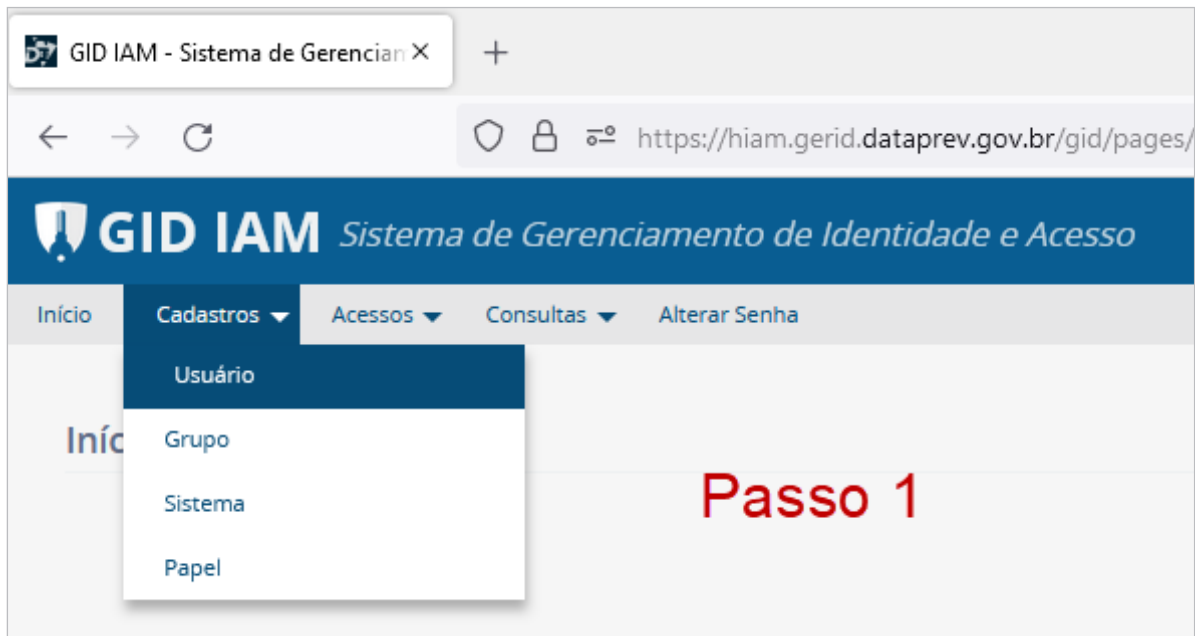 GID IAM - Sistema de Gerencian
https://hiam.gerid.dataprev.gov.br/gid/pages/
GID IAM Sistema de Gerenciamento de Identidade e Acesso
Início Cadastros Acessos Consultas Alterar Senha
Usuário
Iníc
Grupo
Sistema
Passo 1
Papel